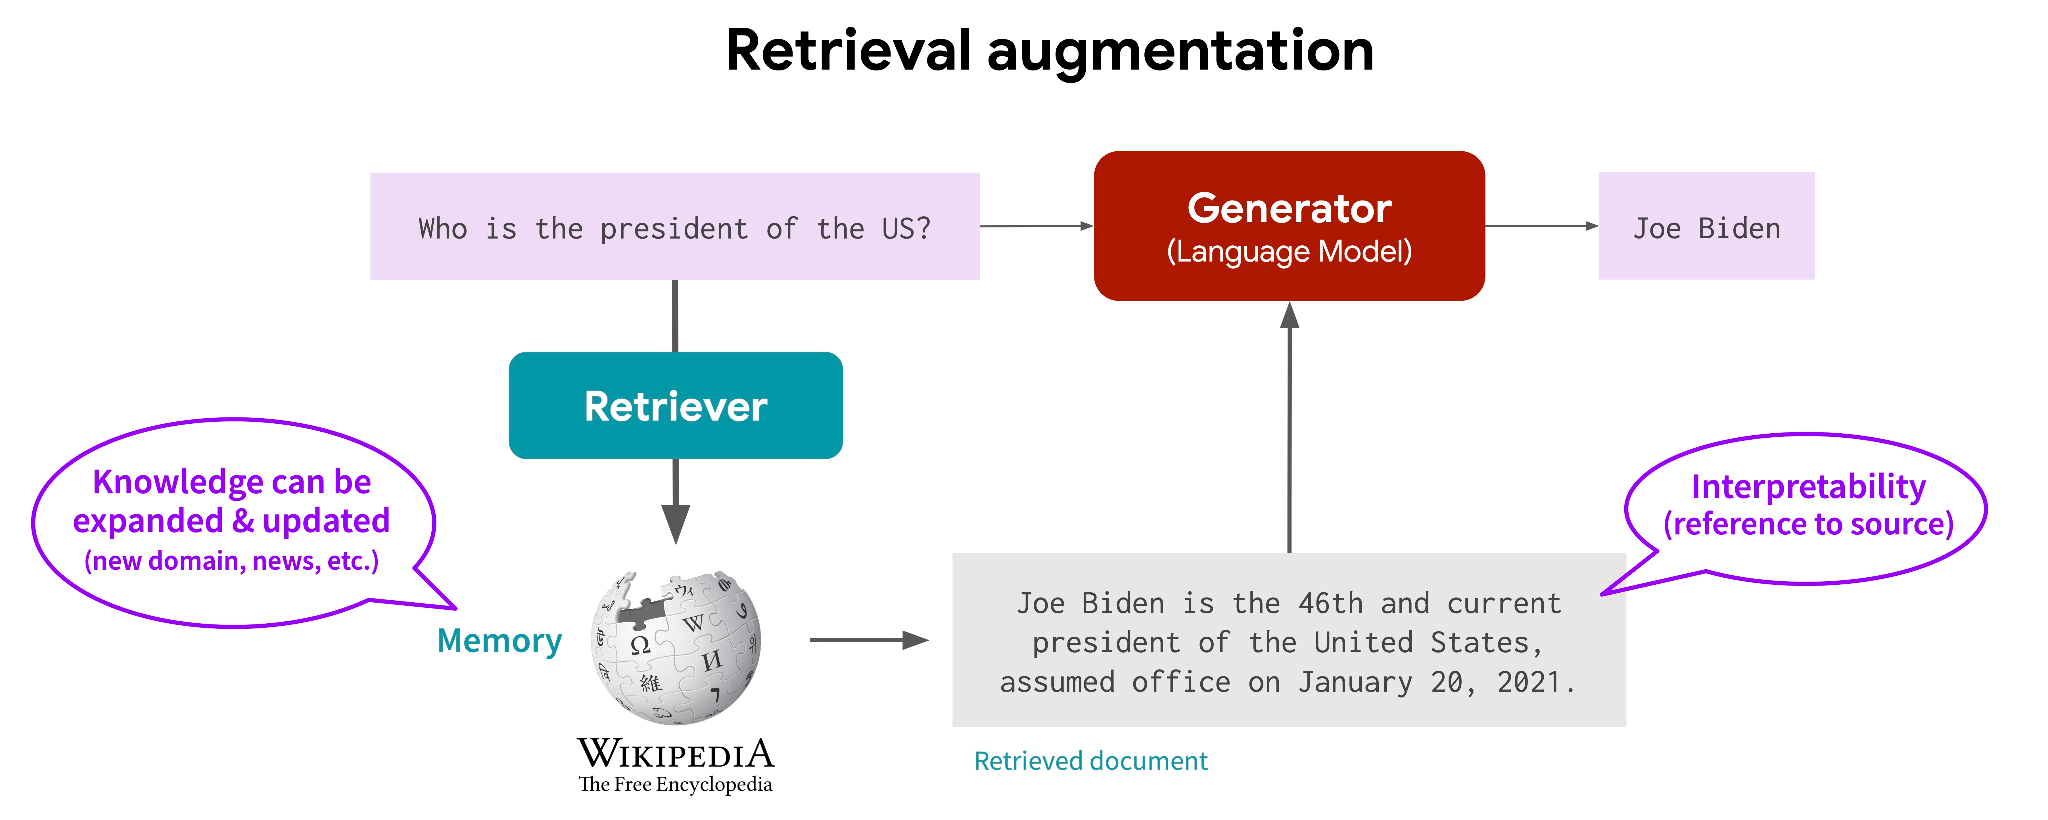 Retrieval augmentation
Who is the president of the US?
Generator
(Language Model)
Joe Biden
Retriever
Knowledge can be
expanded & updated
(new domain, news, etc.)
Interpretability
(reference to source)
Memory
Ω
W
И
維
WIKIPEDIA
The Free Encyclopedia
Joe Biden is the 46th and current
president of the United States,
assumed office on January 20, 2021.
Retrieved document